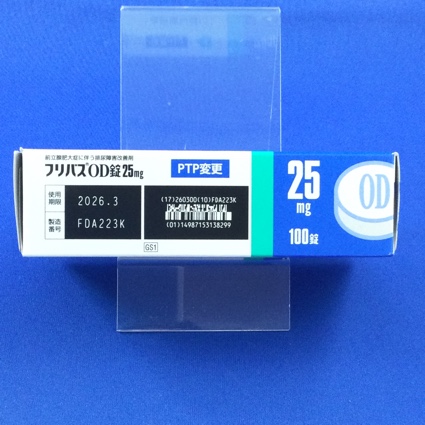 前立腺肥大症に伴う排尿障害改善剤
フリバスOD錠25mg
PTP変更
使用
期限
2026.3
製造
番号
FDA223K
(17)260300(10)FDA223K
(01)14987153138299
GS1
25
mg
100錠
OD